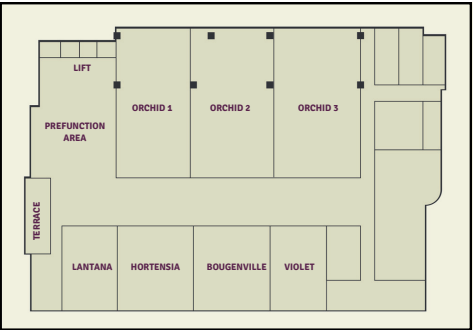 LIFT
ORCHID 1
ORCHID 2
ORCHID 3
PREFUNCTION
AREA
TERRACE
LANTANA
HORTENSIA
BOUGENVILLE
VIOLET